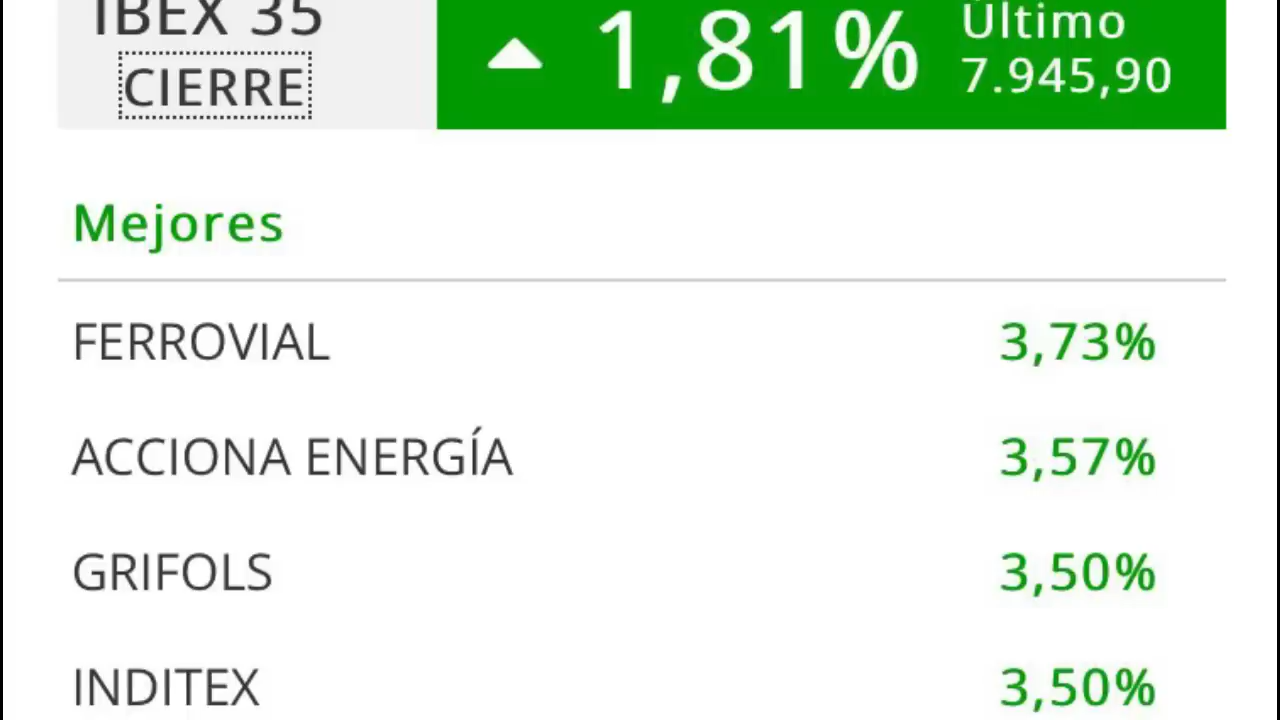 IBEX 35
CIERRE
1,81%
Último
7.945,90
Mejores
FERROVIAL 3,73%
ACCIONA ENERGÍA 3,57%
GRIFOLS 3,50%
INDITEX 3,50%